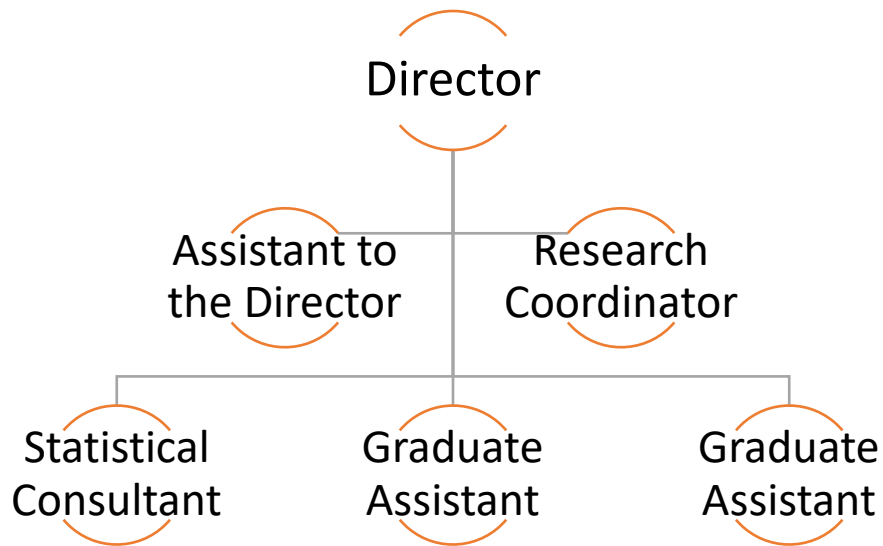 Director
Assistant to
the Director
Research
Coordinator
Statistical
Consultant
Graduate
Assistant
Graduate
Assistant